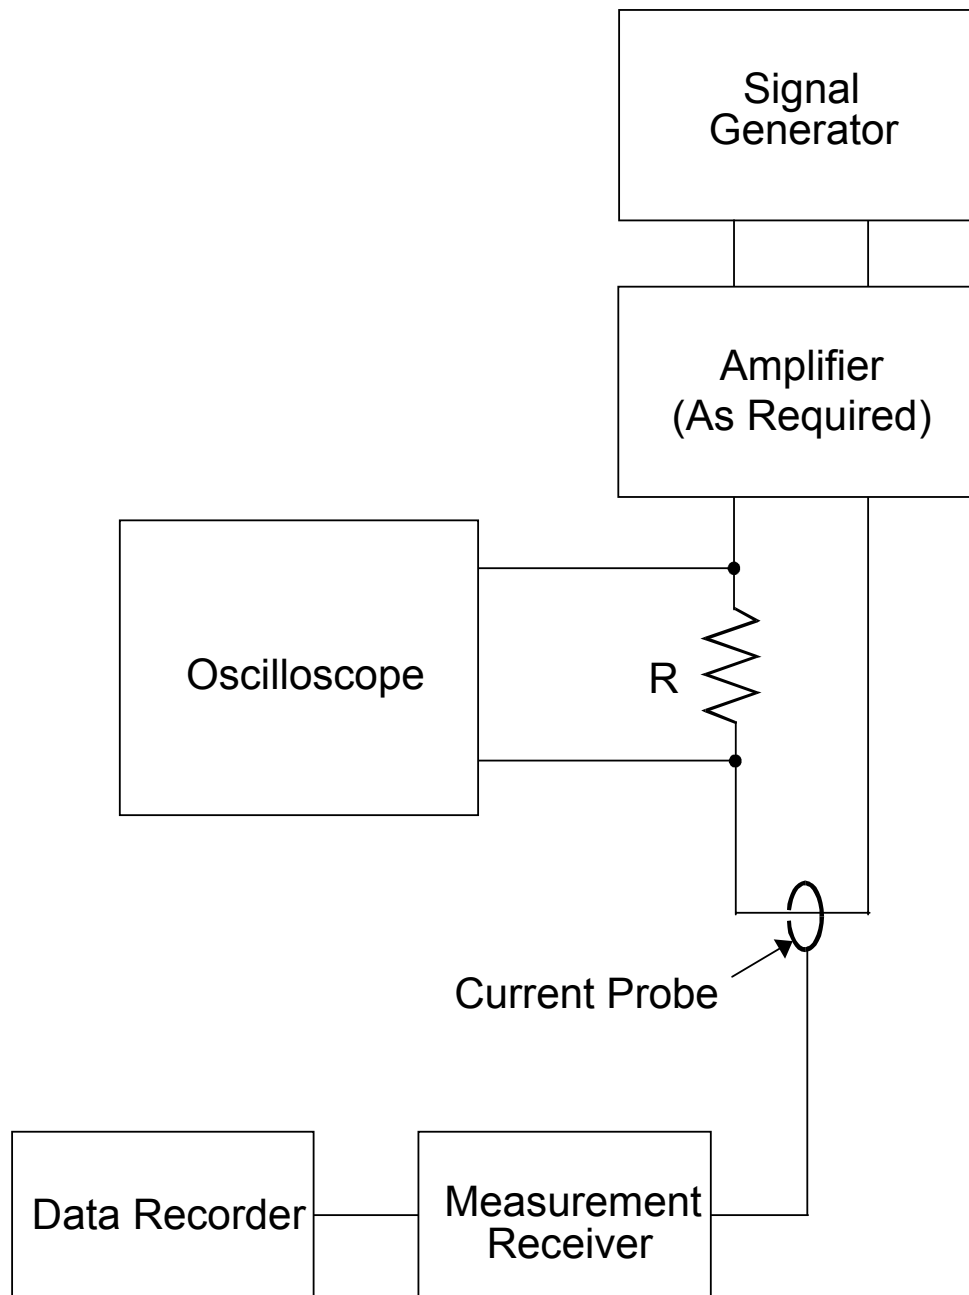 Signal
Generator
Amplifier
(As Required)
Oscilloscope
R
Current Probe
Data Recorder
Measurement
Receiver